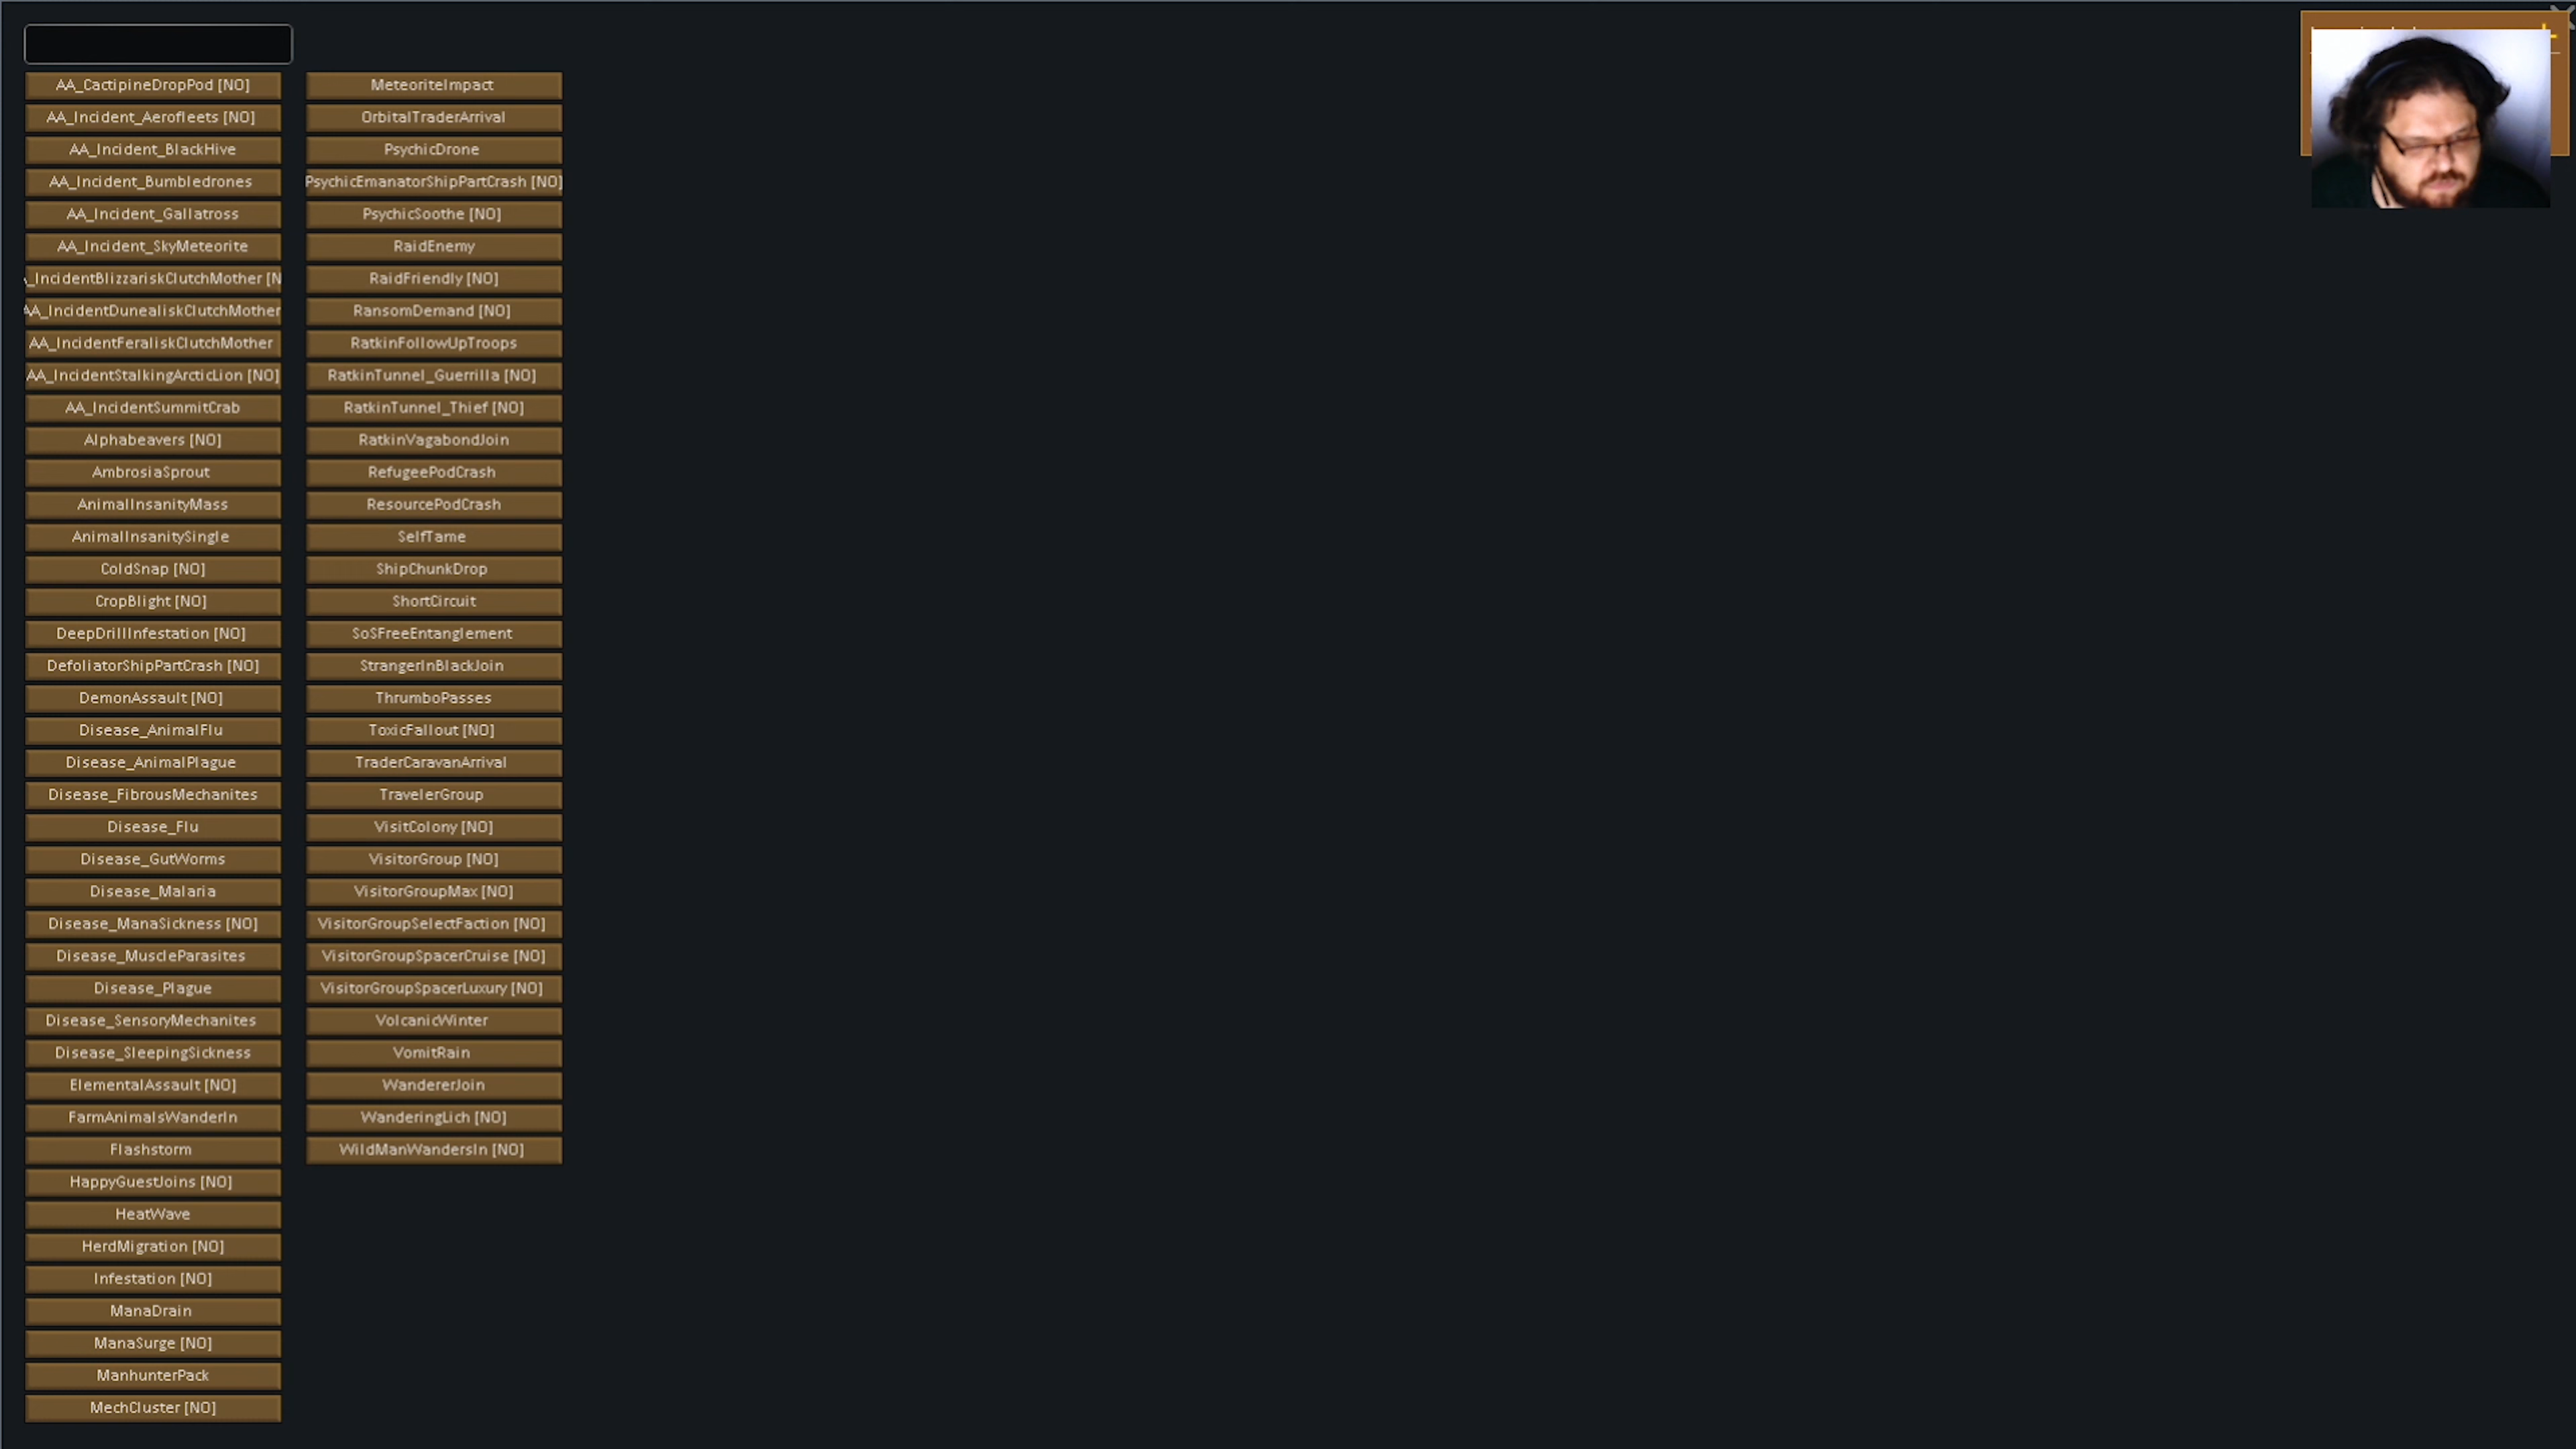 AA_CactipineDropPod [NO]
AA_Incident_Aerofleets [NO]
AA_Incident_BlackHive
AA_Incident_Bumbledrones
AA_Incident_Gallatross
AA_Incident_SkyMeteorite
_IncidentBlizzariskClutchMother [N
AA_IncidentDunealiskClutchMother
AA_IncidentFeraliskClutchMother
AA_IncidentStalkingArcticLion [NO]
AA_IncidentSummitCrab
Alphabeavers [NO]
AmbrosiaSprout
AnimalInsanityMass
AnimalInsanitySingle
ColdSnap [NO]
CropBlight [NO]
DeepDrillInfestation [NO]
DefoliatorShipPartCrash [NO]
DemonAssault [NO]
Disease_AnimalFlu
Disease_AnimalPlague
Disease_FibrousMechanites
Disease_Flu
Disease_GutWorms
Disease_Malaria
Disease_ManaSickness [NO]
Disease_MuscleParasites
Disease_Plague
Disease_SensoryMechanites
Disease_SleepingSickness
ElementalAssault [NO]
FarmAnimalsWanderIn
Flashstorm
HappyGuestJoins [NO]
HeatWave
HerdMigration [NO]
Infestation [NO]
ManaDrain
ManaSurge [NO]
ManhunterPack
MechCluster [NO]
MeteoriteImpact
OrbitalTraderArrival
PsychicDrone
PsychicEmanatorShipPartCrash [NO]
PsychicSoothe [NO]
RaidEnemy
RaidFriendly [NO]
RansomDemand [NO]
RatkinFollowUpTroops
RatkinTunnel_Guerrilla [NO]
RatkinTunnel_Thief [NO]
RatkinVagabondJoin
RefugeePodCrash
ResourcePodCrash
SelfTame
ShipChunkDrop
ShortCircuit
SoSFreeEntanglement
StrangerInBlackJoin
ThrumboPasses
ToxicFallout [NO]
TraderCaravanArrival
TravelerGroup
VisitColony [NO]
VisitorGroup [NO]
VisitorGroupMax [NO]
VisitorGroupSelectFaction [NO]
VisitorGroupSpacerCruise [NO]
VisitorGroupSpacerLuxury [NO]
VolcanicWinter
VomitRain
WandererJoin
WanderingLich [NO]
WildManWandersIn [NO]